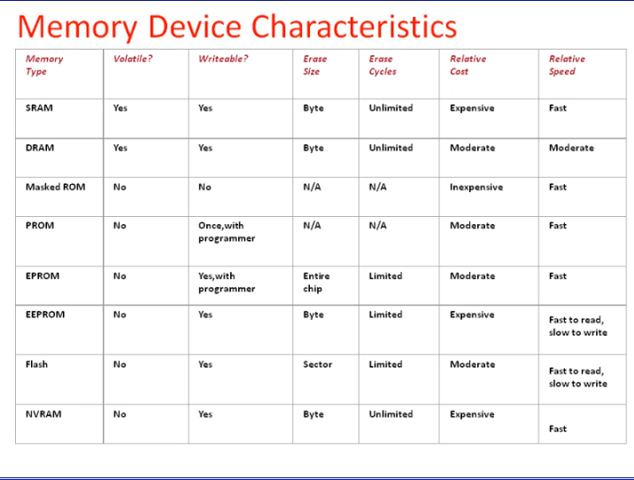 Memory Device Characteristics
Memory Type Volatile? Writeable? Erase Size Erase Cycles Relative Cost Relative Speed
SRAM Yes Yes Byte Unlimited Expensive Fast
DRAM Yes Yes Byte Unlimited Moderate Moderate
Masked ROM No No N/A N/A Inexpensive Fast
PROM No Once,with programmer N/A N/A Moderate Fast
EPROM No Yes,with programmer Entire chip Limited Moderate Fast
EEPROM No Yes Byte Limited Expensive Fast to read, slow to write
Flash No Yes Sector Limited Moderate Fast to read, slow to write
NVRAM No Yes Byte Unlimited Expensive Fast